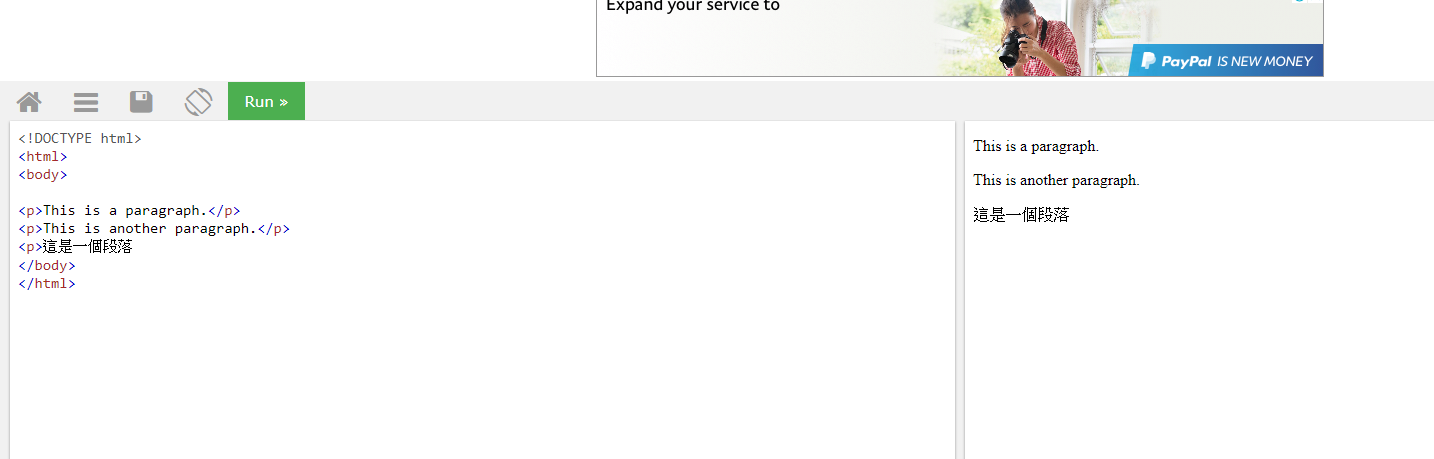 Expand your service to
PayPal IS NEW MONEY
Run »
<!DOCTYPE html>
<html>
<body>
<p>This is a paragraph.</p>
<p>This is another paragraph.</p>
<p>這是一個段落
</body>
</html>
This is a paragraph.
This is another paragraph.
這是一個段落